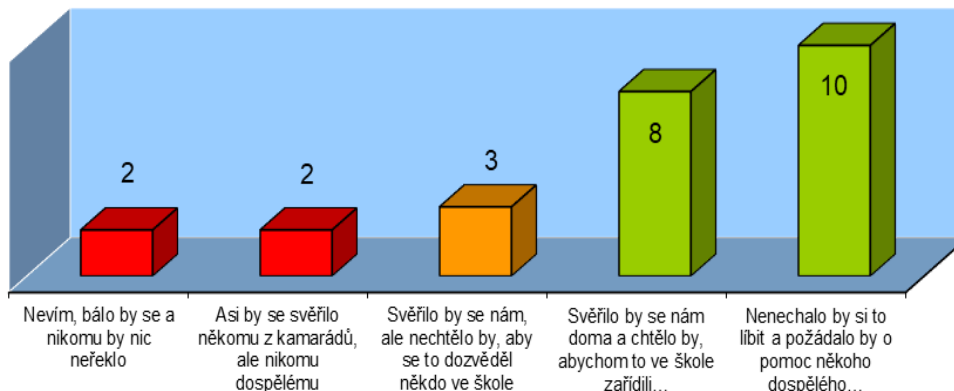 2
2
3
8
10
Nevím, bálo by se a
nikomu by nic
neřeklo
Asi by se svěřilo
někomu z kamarádů,
ale nikomu
dospělému
Svěřilo by se nám,
ale nechtělo by, aby
se to dozvěděl
někdo ve škole
Svěřilo by se nám
doma a chtělo by,
abychom to ve škole
zařídili...
Nenechalo by si to
líbit a požádalo by o
pomoc někoho
dospělého...